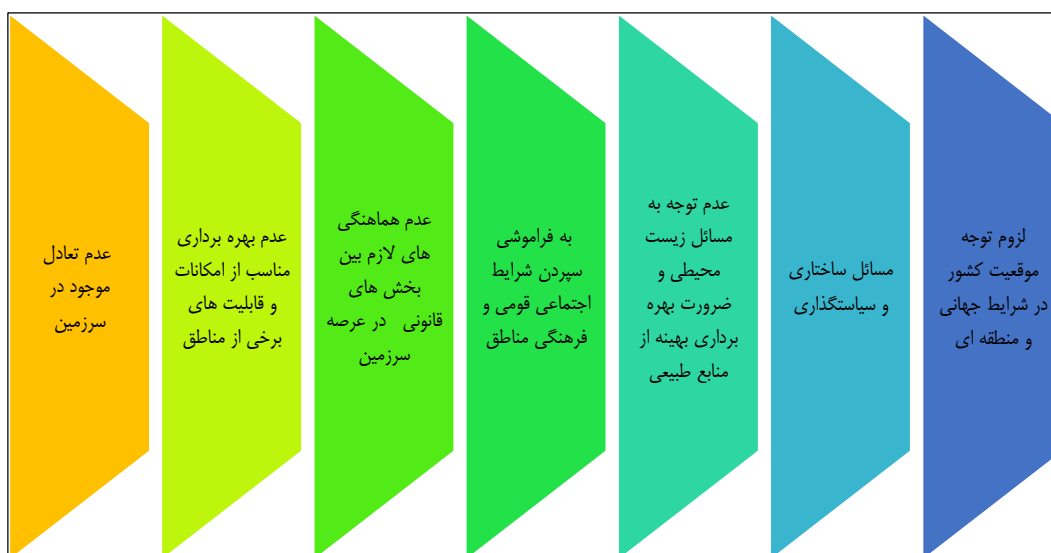 لزوم توجه
موقعیت کشور
در شرایط جهانی
و منطقه ای
مسائل ساختاری
و سیاستگذاری
عدم توجه به
مسائل زیست
محیطی و
ضرورت بهره
برداری بهینه از
منابع طبیعی
به فراموشی
سپردن شرایط
اجتماعی قومی و
فرهنگی مناطق
عدم هماهنگی
های لازم بین
بخش های
قانونی در عرصه
سرزمین
عدم بهره برداری
مناسب از امکانات
و قابلیت های
برخی از مناطق
عدم تعادل
موجود در
سرزمین